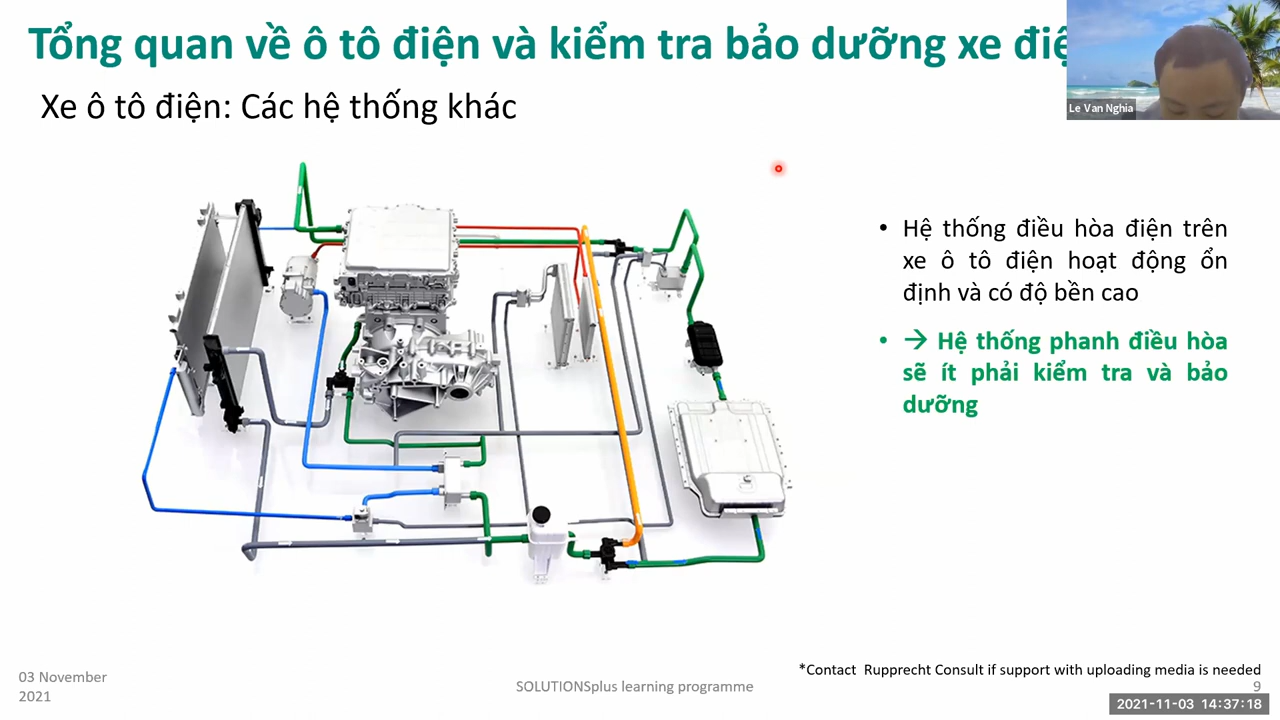 Tổng quan về ô tô điện và kiểm tra bảo dưỡng xe
Le Van Nghia
Xe ô tô điện: Các hệ thống khác
• Hệ thống điều hòa điện trên
xe ô tô điện hoạt động ổn
định và có độ bền cao
• → Hệ thống phanh điều hòa
sẽ ít phải kiểm tra và bảo
dưỡng
*Contact Rupprecht Consult if support with uploading media is needed
03 November
2021
SOLUTIONSplus learning programme
9
2021-11-03 14:37:18